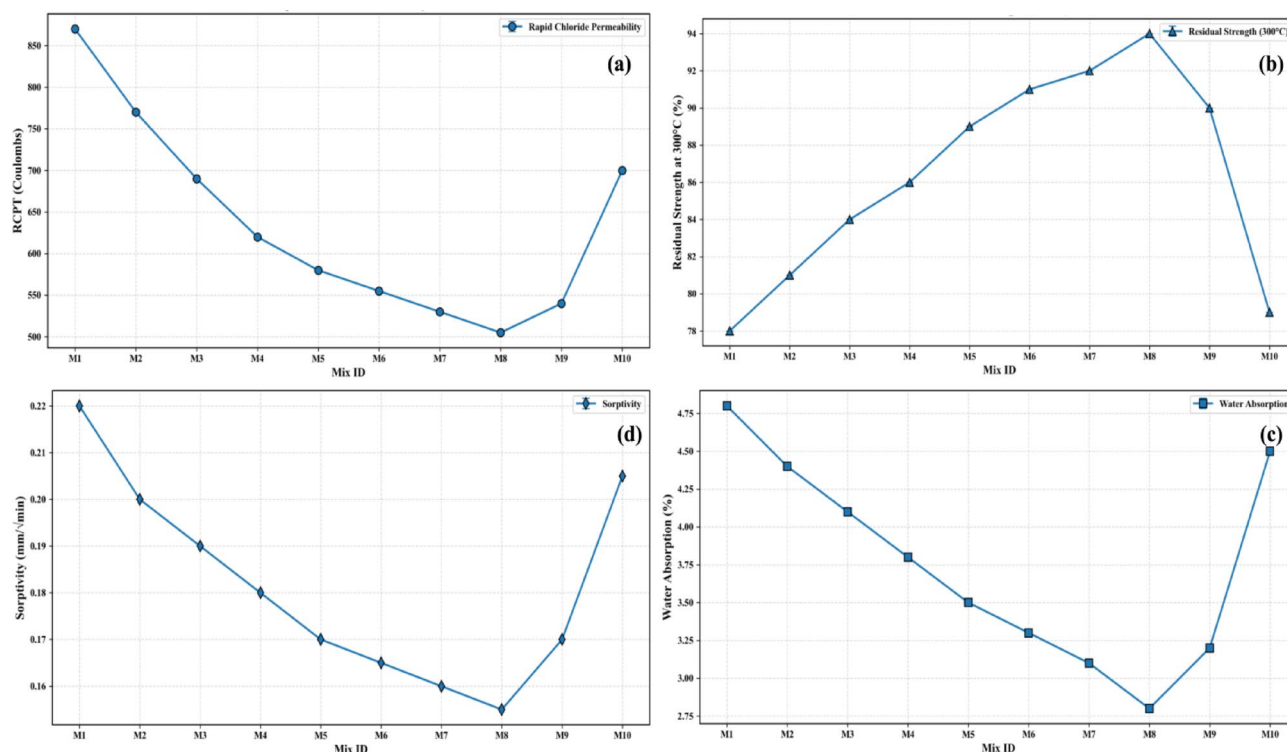 Rapid Chloride Permeability
(a)
RCPT (Coulombs)
850
800
750
700
650
600
550
500
M1 M2 M3 M4 M5 M6 M7 M8 M9 M10
Mix ID
Residual Strength (300°C)
(b)
Residual Strength at 300°C (%)
94
92
90
88
86
84
82
80
78
M1 M2 M3 M4 M5 M6 M7 M8 M9 M10
Mix ID
Sorptivity
(d)
Sorptivity (mm/√min)
0.22
0.21
0.20
0.19
0.18
0.17
0.16
M1 M2 M3 M4 M5 M6 M7 M8 M9 M10
Mix ID
Water Absorption
(c)
Water Absorption (%)
4.75
4.50
4.25
4.00
3.75
3.50
3.25
3.00
2.75
M1 M2 M3 M4 M5 M6 M7 M8 M9 M10
Mix ID